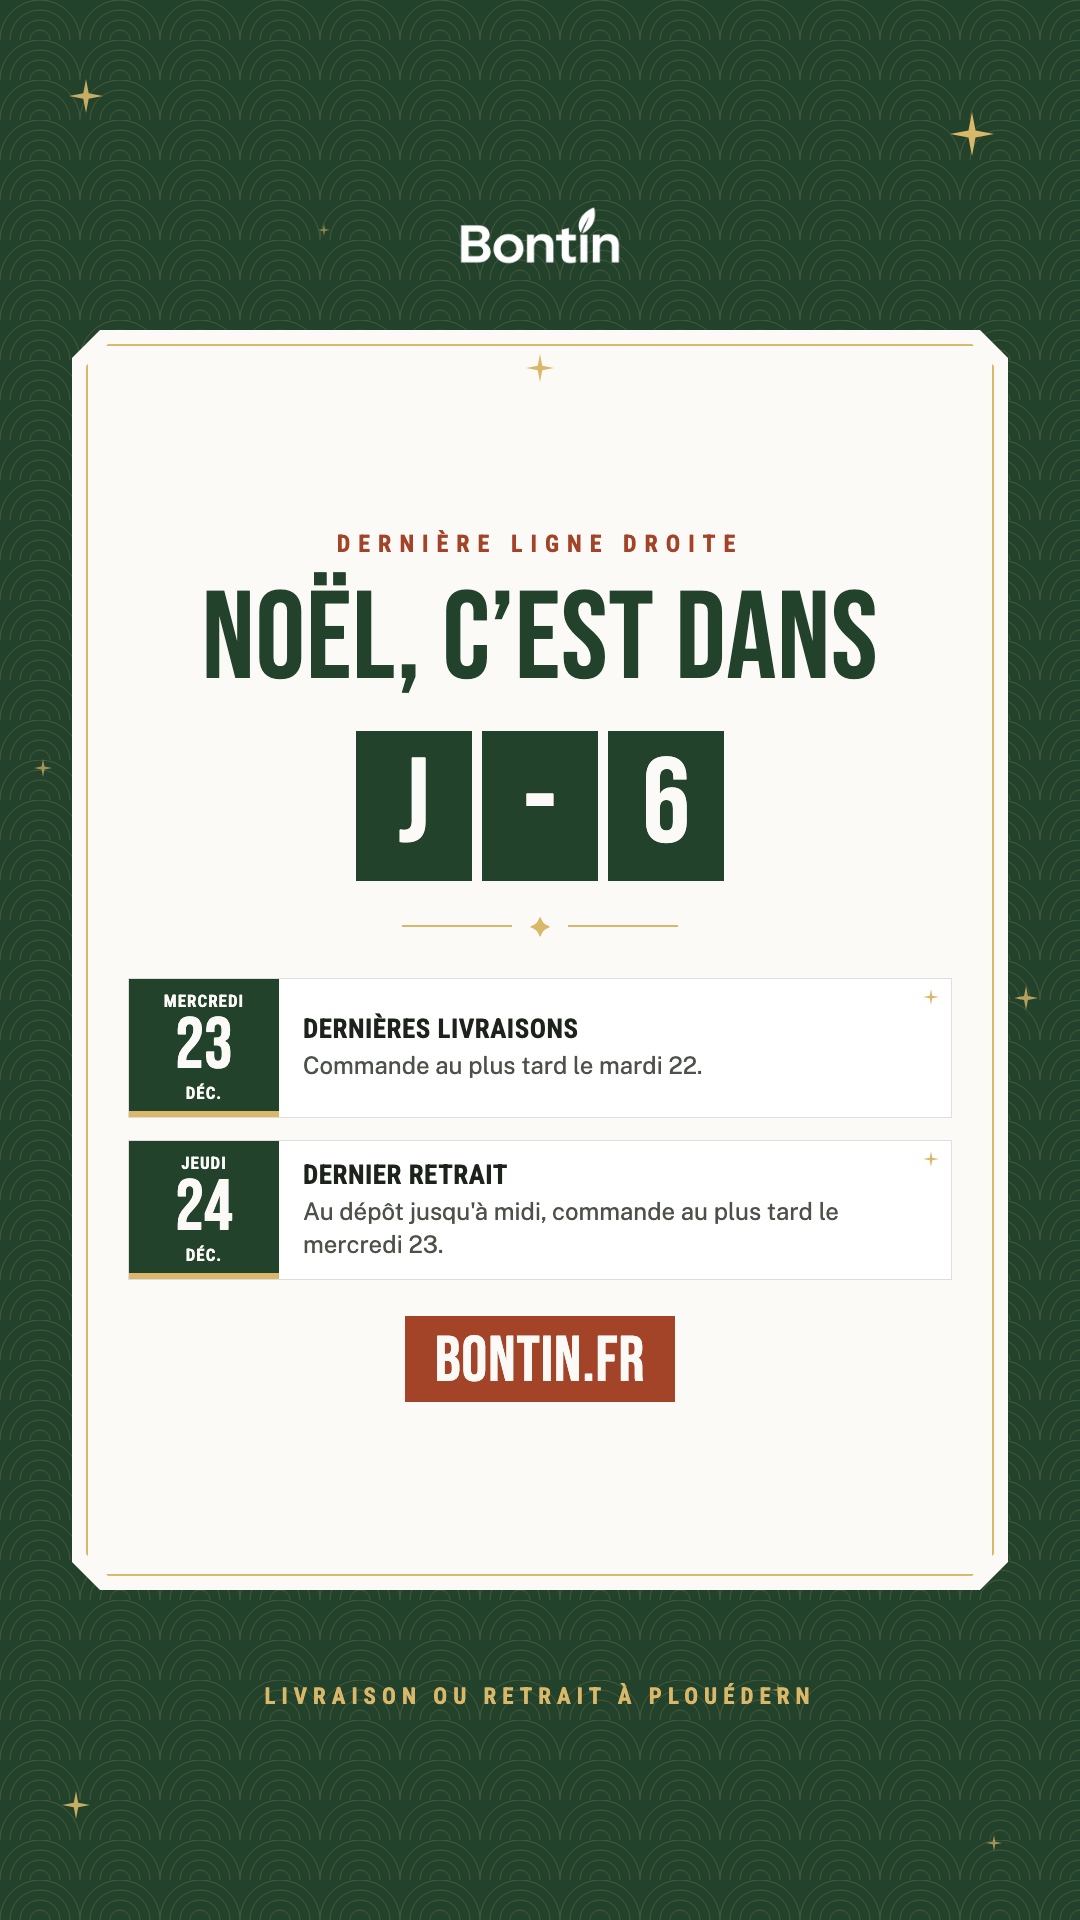 Bontin
DERNIÈRE LIGNE DROITE
NOËL, C’EST DANS
J - 6
MERCREDI
23
DÉC.
DERNIÈRES LIVRAISONS
Commande au plus tard le mardi 22.
JEUDI
24
DÉC.
DERNIER RETRAIT
Au dépôt jusqu'à midi, commande au plus tard le
mercredi 23.
BONTIN.FR
LIVRAISON OU RETRAIT À PLOUÉDERN